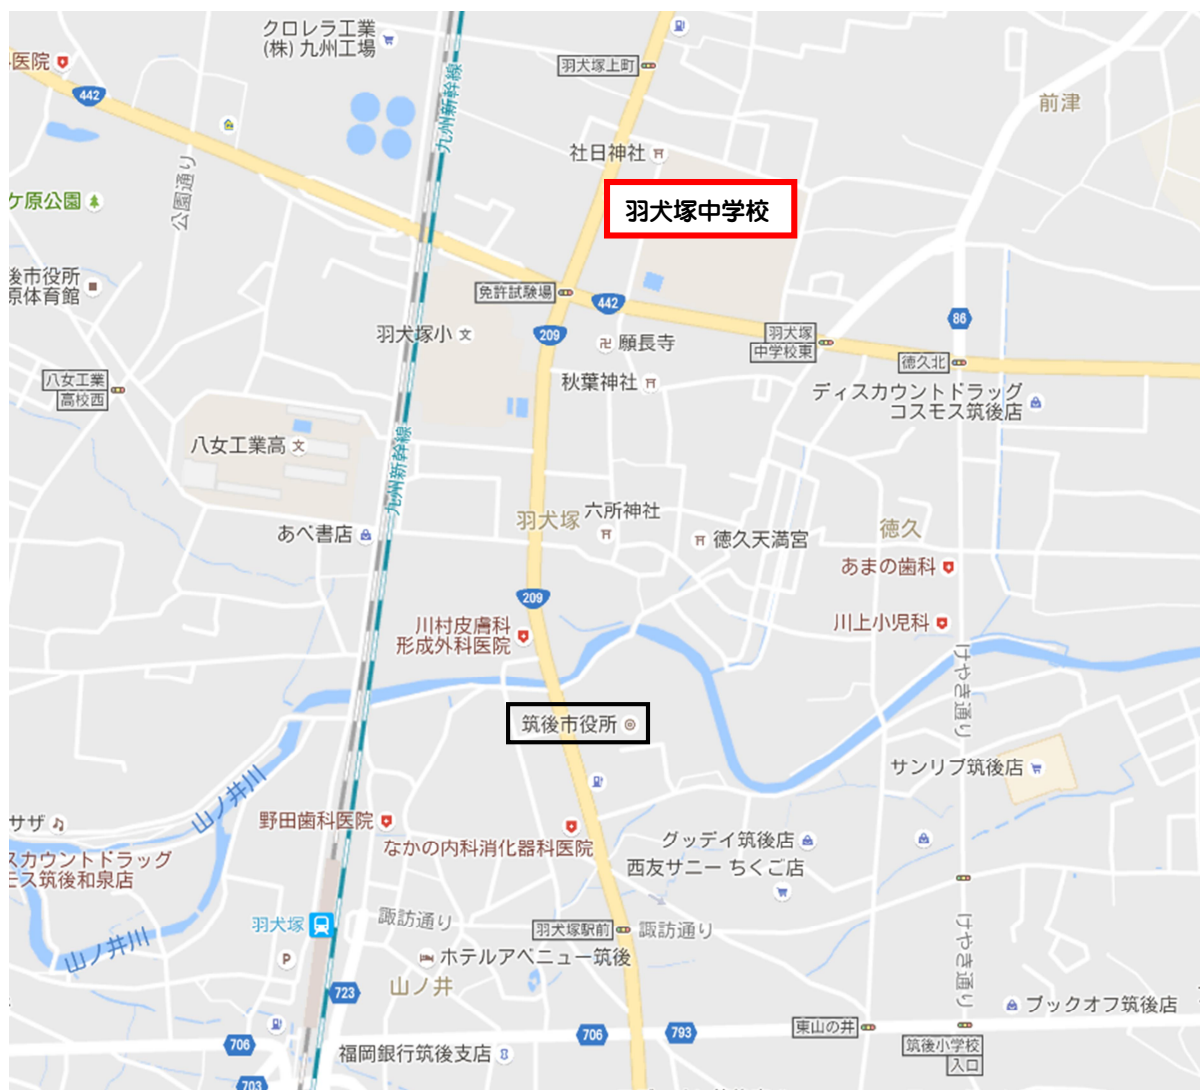 クロレラ工業
(株) 九州工場
医院
442
九州新幹線
羽犬塚上町
前津
社日神社
公園通り
ケ原公園
羽犬塚中学校
後市役所
原体育館
免許試験場
442
86
羽犬塚小
209
願長寺
羽犬塚
中学校東
徳久北
八女工業
高校西
秋葉神社
ディスカウントドラッグ
コスモス筑後店
八女工業高
九州新幹線
六所神社
羽犬塚
あべ書店
徳久天満宮
徳久
あまの歯科
209
川村皮膚科
形成外科医院
川上小児科
けやき通り
筑後市役所
サンリブ筑後店
山ノ井川
サザ
野田歯科医院
なかの内科消化器科医院
グッデイ筑後店
西友サニー ちくご店
スカウントドラッグ
モス筑後和泉店
羽犬塚
諏訪通り
羽犬塚駅前
諏訪通り
けやき通り
山ノ井川
P
ホテルアベニュー筑後
山ノ井
723
ブックオフ筑後店
706
706
793
東山の井
筑後小学校
入口
福岡銀行筑後支店
703